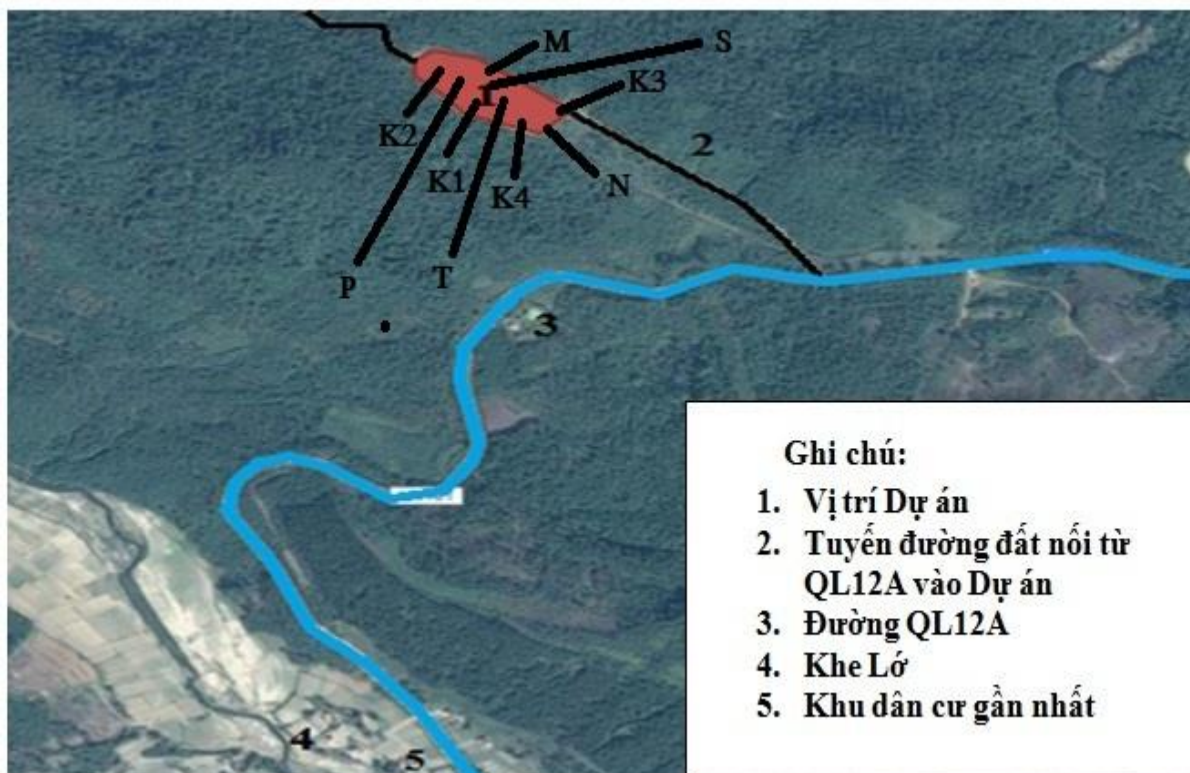 M
S
K3
1
K2
2
K1
K4
N
P
T
3
Ghi chú:
1. Vị trí Dự án
2. Tuyến đường đất nối từ
QL12A vào Dự án
3. Đường QL12A
4. Khe Lớ
5. Khu dân cư gần nhất
4
5